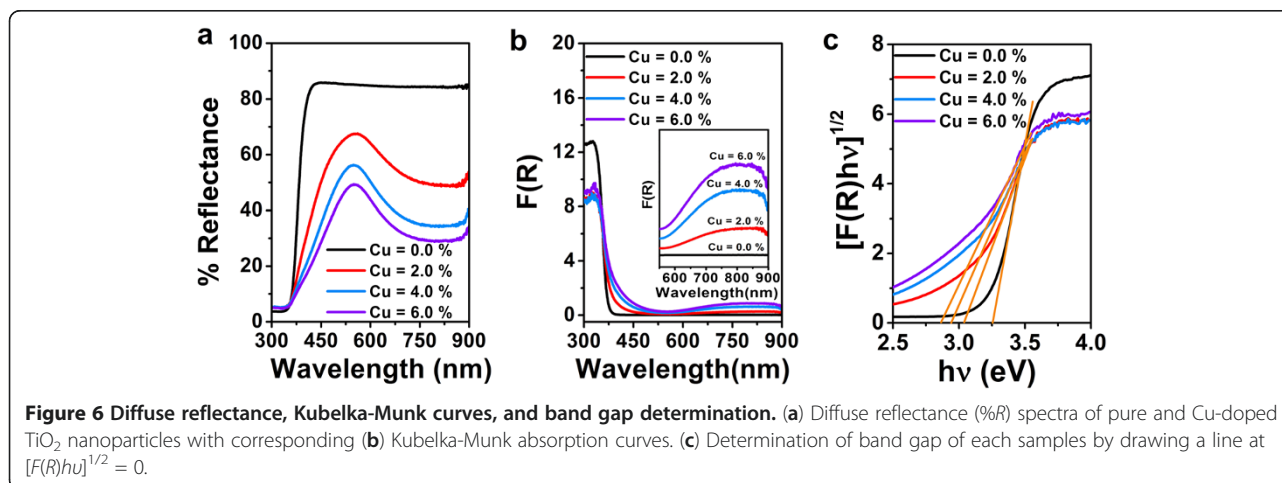 a
100
80
60
40
20
0
% Reflectance
Cu = 0.0 %
Cu = 2.0 %
Cu = 4.0 %
Cu = 6.0 %
300 450 600 750 900
Wavelength (nm)
b
20
16
12
8
4
0
F(R)
Cu = 0.0 %
Cu = 2.0 %
Cu = 4.0 %
Cu = 6.0 %
F(R)
Cu = 6.0 %
Cu = 4.0 %
Cu = 2.0 %
Cu = 0.0 %
600 700 800 900
Wavelength(nm)
300 450 600 750 900
Wavelength(nm)
c
8
6
4
2
0
[F(R)hν]^1/2
Cu = 0.0 %
Cu = 2.0 %
Cu = 4.0 %
Cu = 6.0 %
2.5 3.0 3.5 4.0
hν (eV)
Figure 6 Diffuse reflectance, Kubelka-Munk curves, and band gap determination. (a) Diffuse reflectance (%R) spectra of pure and Cu-doped
TiO₂ nanoparticles with corresponding (b) Kubelka-Munk absorption curves. (c) Determination of band gap of each samples by drawing a line at
[F(R)hυ]^1/2 = 0.